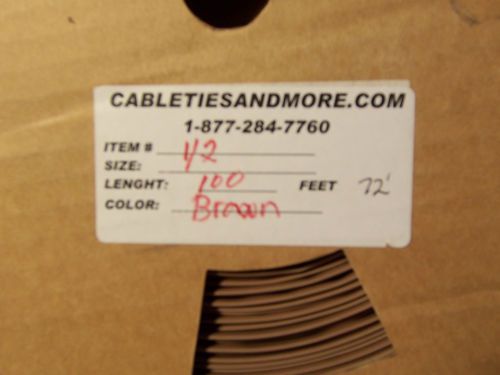 CABLETIESANDMORE.COM
1-877-284-7760
ITEM # 1/2
SIZE:
LENGHT: 100 FEET 72'
COLOR: Brown